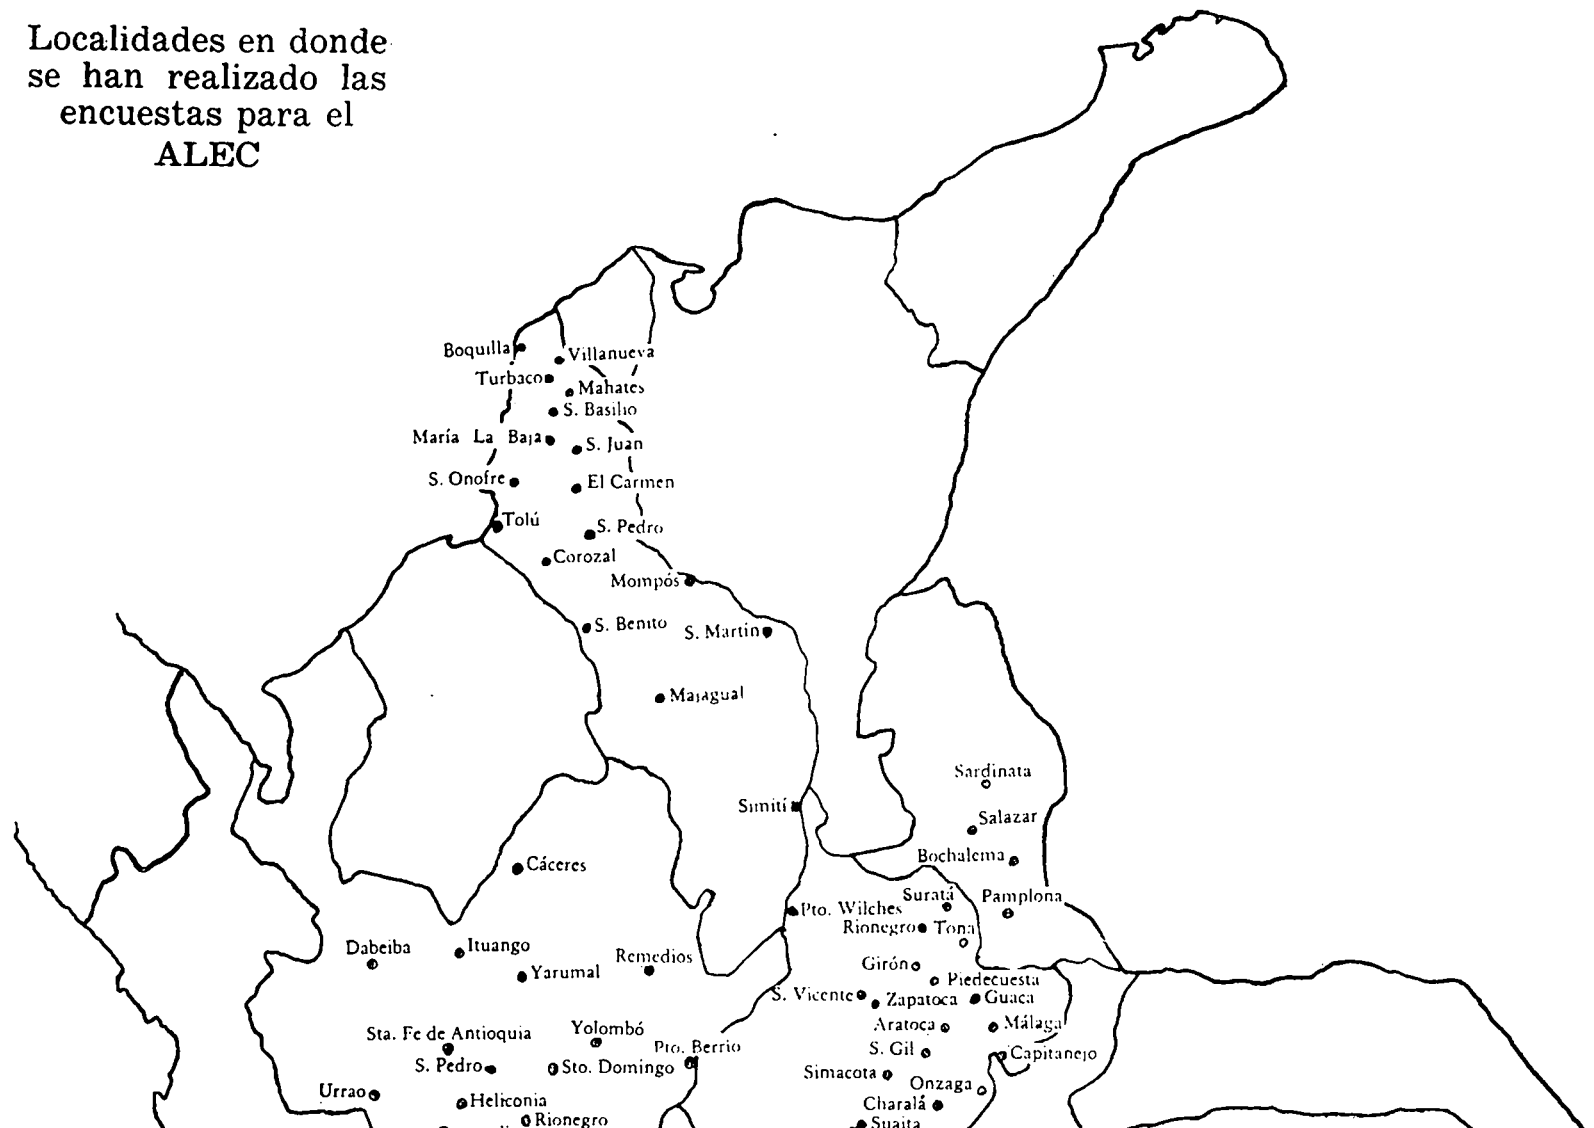 Localidades en donde
se han realizado las
encuestas para el
ALEC
Boquilla
Villanueva
Turbaco
Mahates
S. Basilio
María La Baja
S. Juan
S. Onofre
El Carmen
Tolú
S. Pedro
Corozal
Mompós
S. Benito
S. Martín
Majagual
Sardinata
Simití
Salazar
Bochalema
Cáceres
Suratá
Pamplona
Pto. Wilches
Rionegro
Tona
Dabeiba
Ituango
Remedios
Girón
Yarumal
Piedecuesta
S. Vicente
Zapatoca
Guaca
Sta. Fe de Antioquia
Yolombó
Aratoca
Málaga
Pto. Berrío
S. Gil
Capitanejo
S. Pedro
Sto. Domingo
Simacota
Onzaga
Urrao
Heliconia
Charalá
Rionegro
Suaita